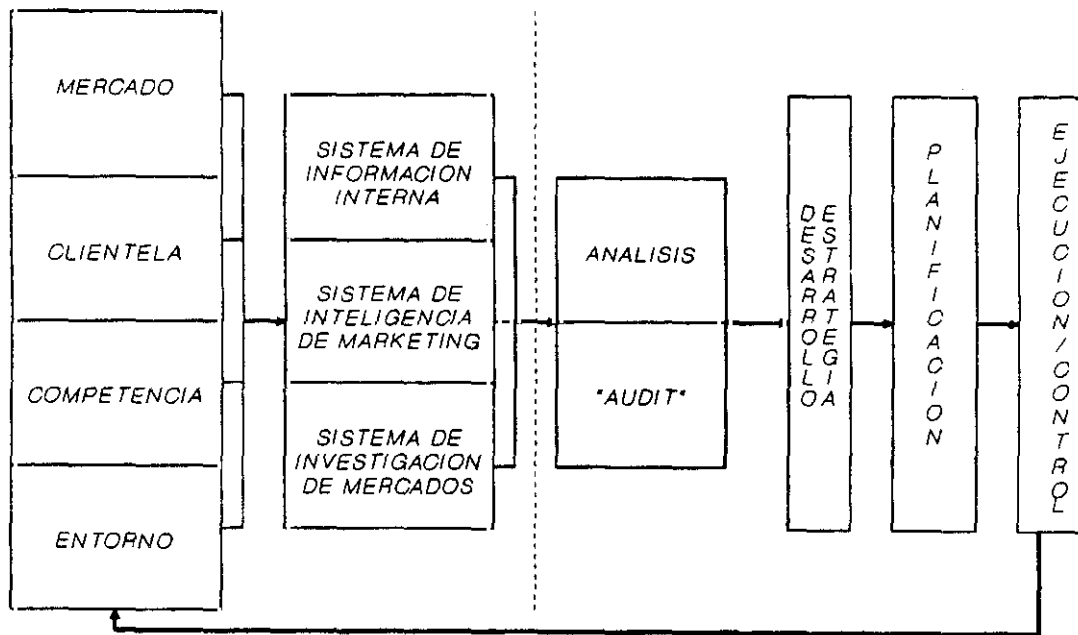 MERCADO
CLIENTELA
COMPETENCIA
ENTORNO
SISTEMA DE
INFORMACION
INTERNA
SISTEMA DE
INTELIGENCIA
DE MARKETING
SISTEMA DE
INVESTIGACION
DE MERCADOS
ANALISIS
"AUDIT"
DESARROLLO
ESTRATEGIA
PLANIFICACION
EJECUCION/CONTROL